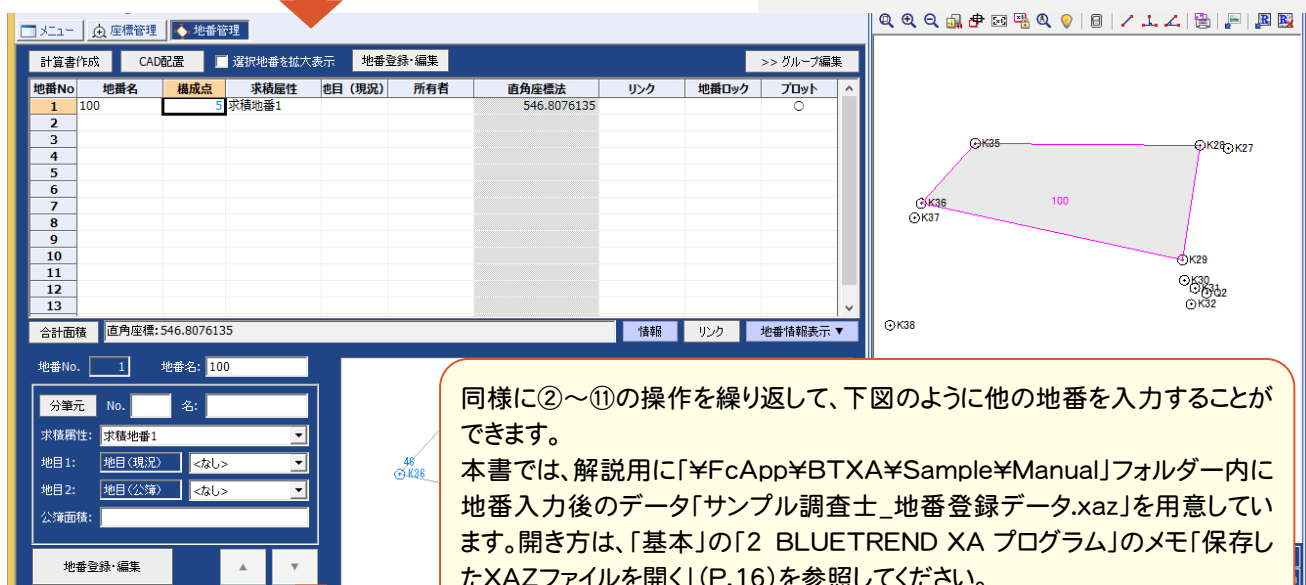 メニュー 座標管理 地番管理
計算書作成 CAD配置 選択地番を拡大表示 地番登録・編集 >> グループ編集
地番No 地番名 構成点 求積属性 地目（現況） 所有者 直角座標法 リンク 地番ロック プロット
1 100 5 求積地番1 546.8076135 ○
2
3
4
5
6
7
8
9
10
11
12
13
合計面積 直角座標:546.8076135 情報 リンク 地番情報表示 ▼
地番No. 1 地番名: 100
分筆元 No. 名:
求積属性: 求積地番1
地目1: 地目(現況) <なし>
地目2: 地目(公簿) <なし>
公簿面積:
地番登録・編集 ▲ ▼
K35
K28
K27
K36
100
K37
K29
K30
K31
Q2
K32
K38
46
K36
同様に②～⑪の操作を繰り返して、下図のように他の地番を入力することが
できます。
本書では、解説用に「¥FcApp¥BTXA¥Sample¥Manual」フォルダー内に
地番入力後のデータ「サンプル調査士_地番登録データ.xaz」を用意してい
ます。開き方は、「基本」の「2 BLUETREND XA プログラム」のメモ「保存し
たXAZファイルを開く」(P.16)を参照してください。